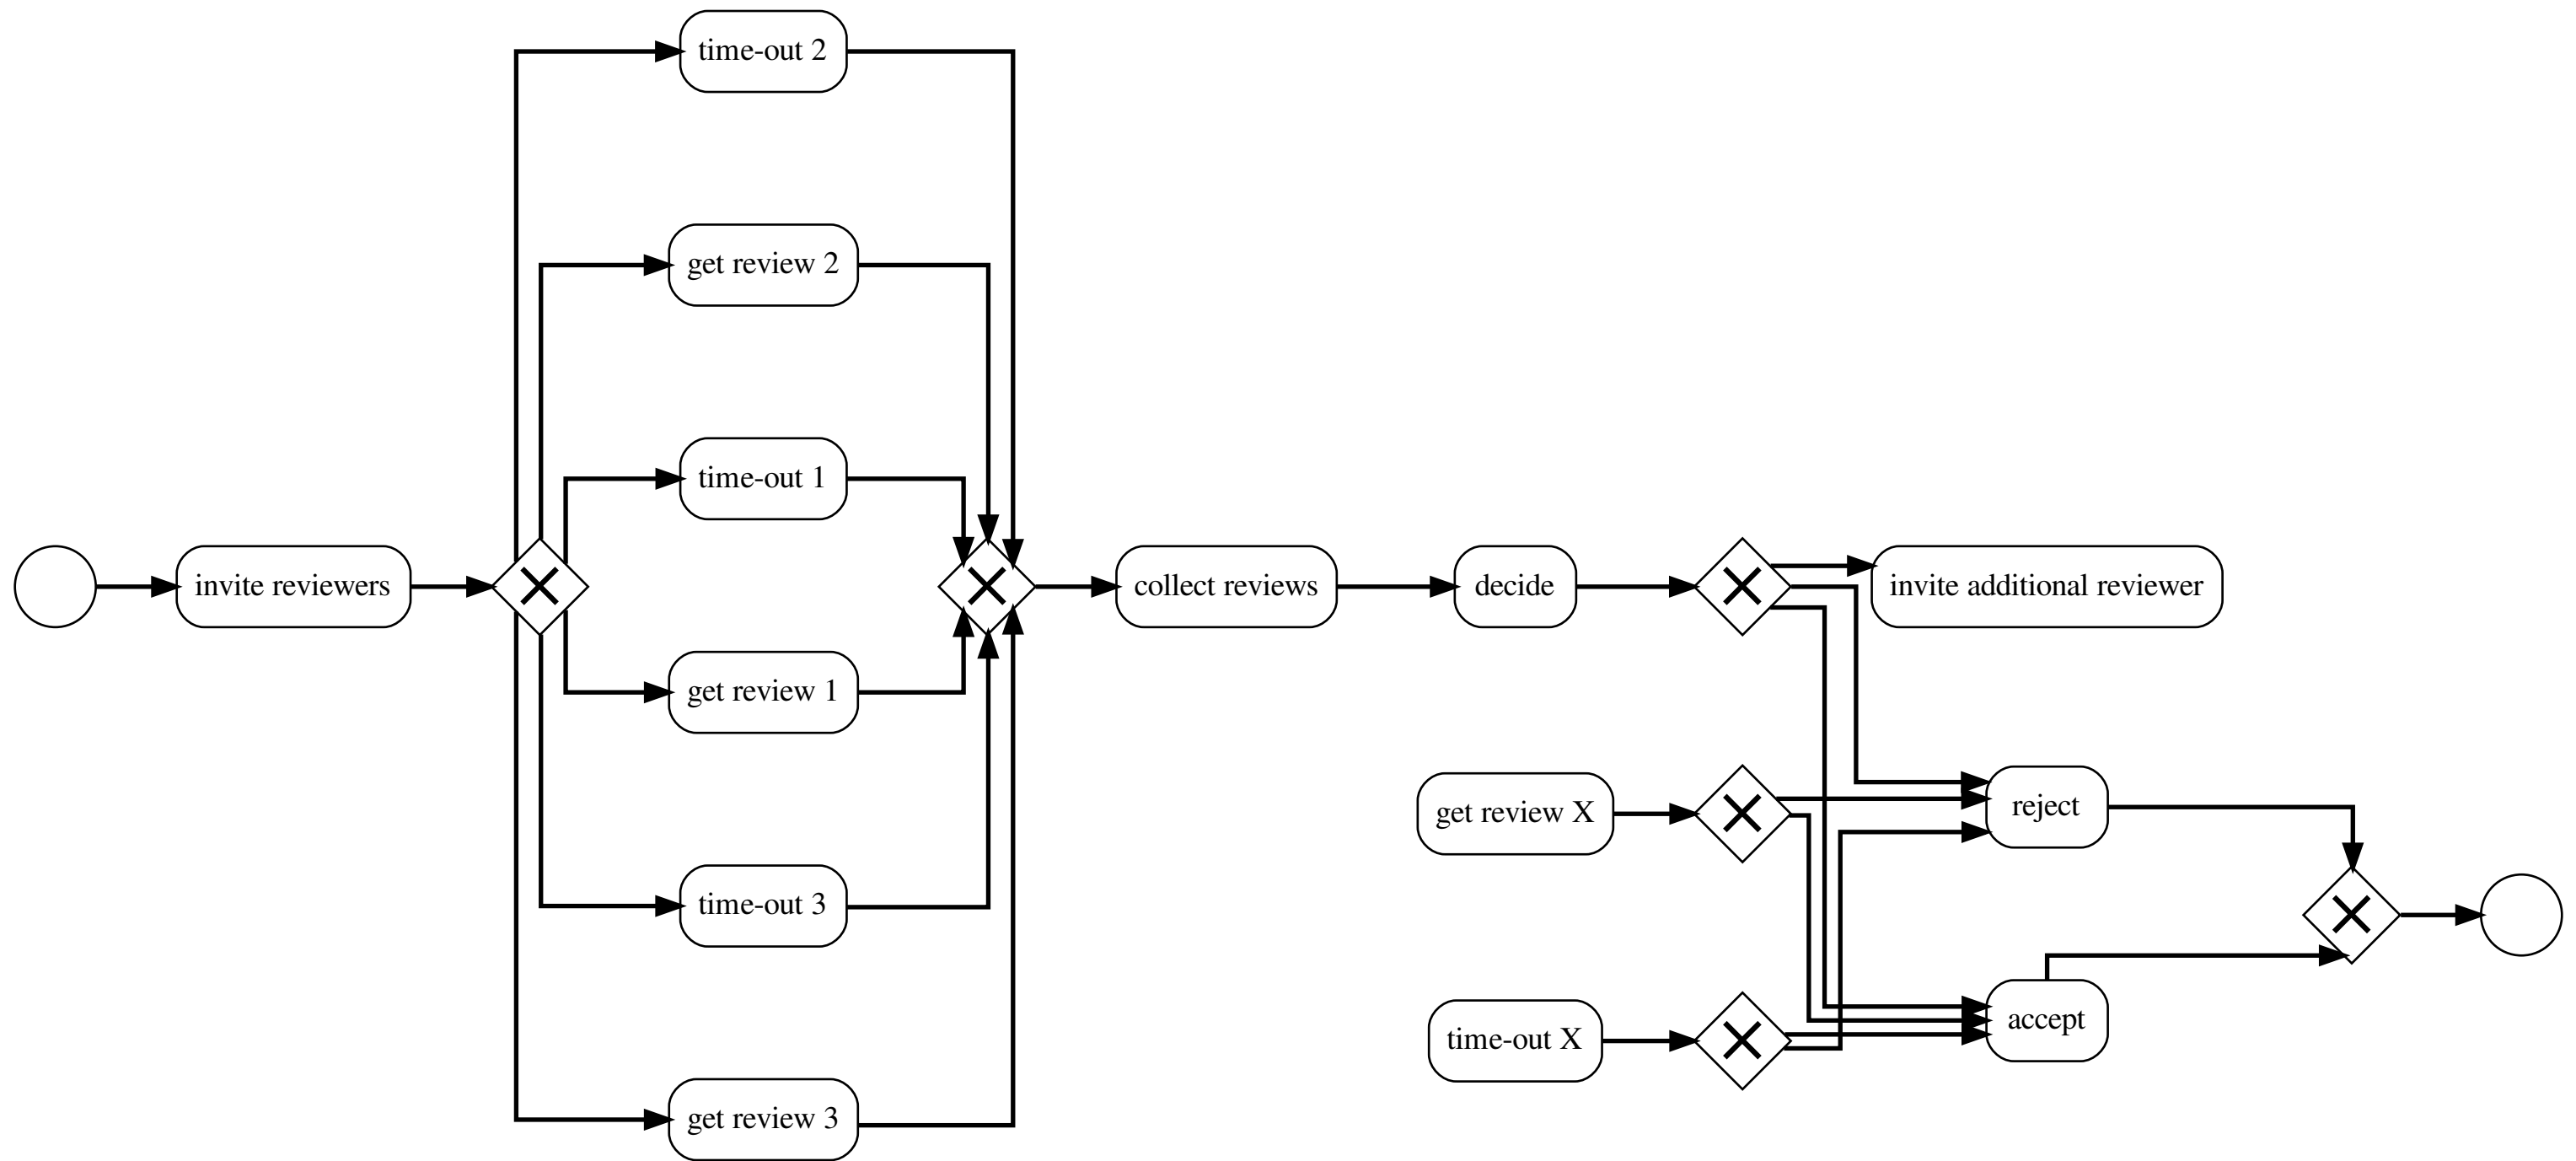 time-out 2
get review 2
time-out 1
invite reviewers
collect reviews
decide
invite additional reviewer
get review 1
get review X
reject
time-out 3
time-out X
accept
get review 3